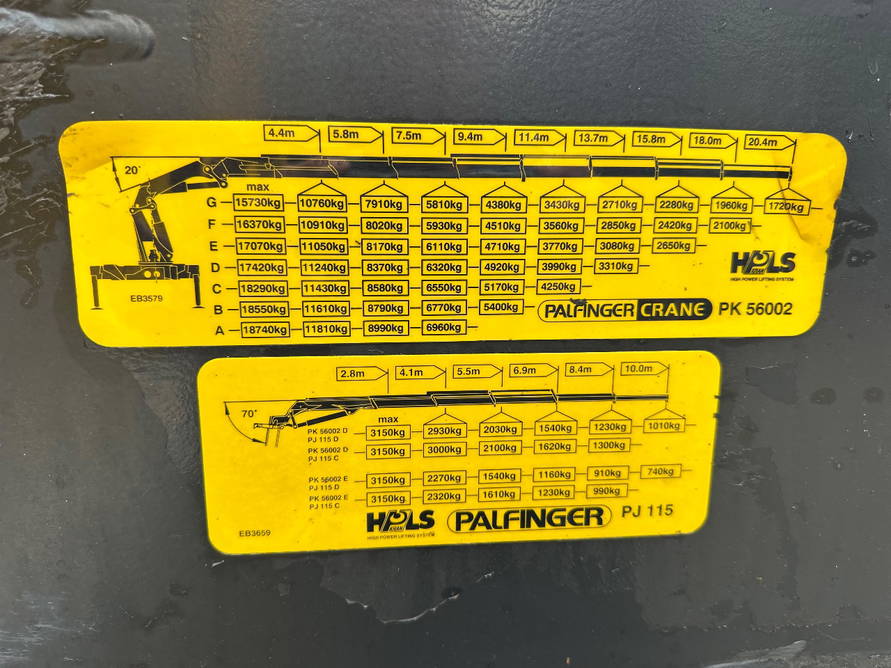 4.4m 5.8m 7.5m 9.4m 11.4m 13.7m 15.8m 18.0m 20.4m
20°
max
G 15730kg 10760kg 7910kg 5810kg 4380kg 3430kg 2710kg 2280kg 1960kg 1720kg
F 16370kg 10910kg 8020kg 5930kg 4510kg 3560kg 2850kg 2420kg 2100kg
E 17070kg 11050kg 8170kg 6110kg 4710kg 3770kg 3080kg 2650kg
D 17420kg 11240kg 8370kg 6320kg 4920kg 3990kg 3310kg
C 18290kg 11430kg 8580kg 6550kg 5170kg 4250kg
B 18550kg 11610kg 8790kg 6770kg 5400kg
A 18740kg 11810kg 8990kg 6960kg
EB3579
HPLS
KRAN
HIGH POWER LIFTING SYSTEM
PALFINGER CRANE PK 56002
2.8m 4.1m 5.5m 6.9m 8.4m 10.0m
70°
max
PK 56002 D
PJ 115 D
3150kg 2930kg 2030kg 1540kg 1230kg 1010kg
PK 56002 D
PJ 115 C
3150kg 3000kg 2100kg 1620kg 1300kg
PK 56002 E
PJ 115 D
3150kg 2270kg 1540kg 1160kg 910kg 740kg
PK 56002 E
PJ 115 C
3150kg 2320kg 1610kg 1230kg 990kg
EB3659
HPLS
KRAN
HIGH POWER LIFTING SYSTEM
PALFINGER PJ 115